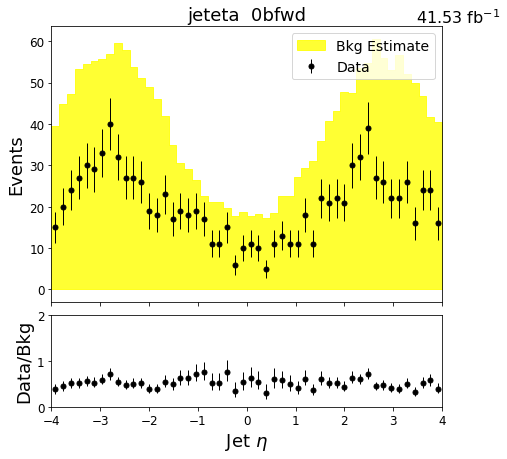 jeteta 0bfwd
41.53 fb⁻¹
Bkg Estimate
Data
Events
60
50
40
30
20
10
0
Data/Bkg
2
1
0
−4 −3 −2 −1 0 1 2 3 4
Jet η